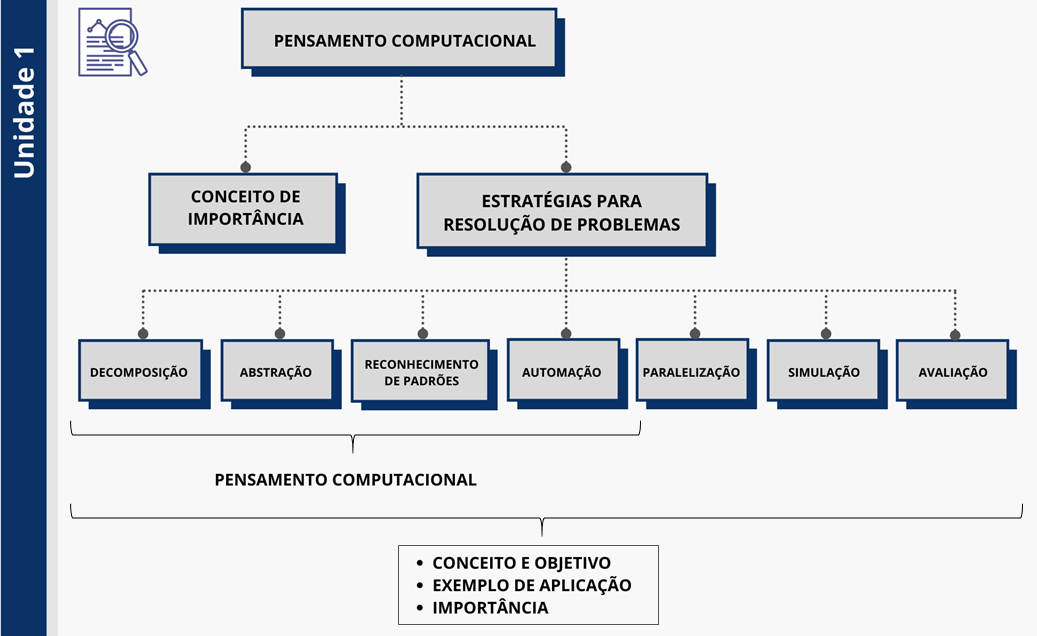 Unidade 1
PENSAMENTO COMPUTACIONAL
CONCEITO DE
IMPORTÂNCIA
ESTRATÉGIAS PARA
RESOLUÇÃO DE PROBLEMAS
DECOMPOSIÇÃO
ABSTRAÇÃO
RECONHECIMENTO
DE PADRÕES
AUTOMAÇÃO
PARALELIZAÇÃO
SIMULAÇÃO
AVALIAÇÃO
PENSAMENTO COMPUTACIONAL
• CONCEITO E OBJETIVO
• EXEMPLO DE APLICAÇÃO
• IMPORTÂNCIA